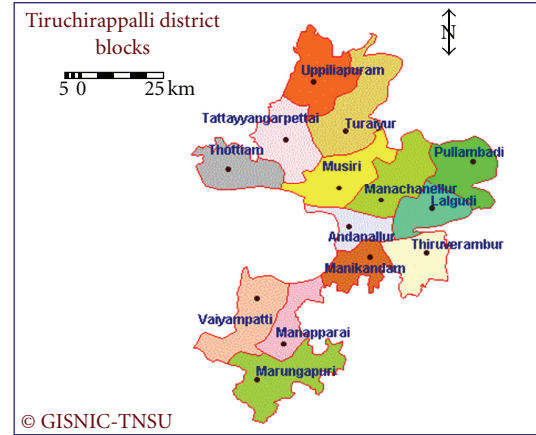 Tiruchirappalli district
blocks
N
5 0 25 km
Uppiliapuram
Tattayyangarpettai
Turaiyur
Thottiam
Pullambadi
Musiri
Manachanellur
Lalgudi
Andanallur
Thiruverambur
Manikandam
Vaiyampatti
Manapparai
Marungapuri
© GISNIC-TNSU